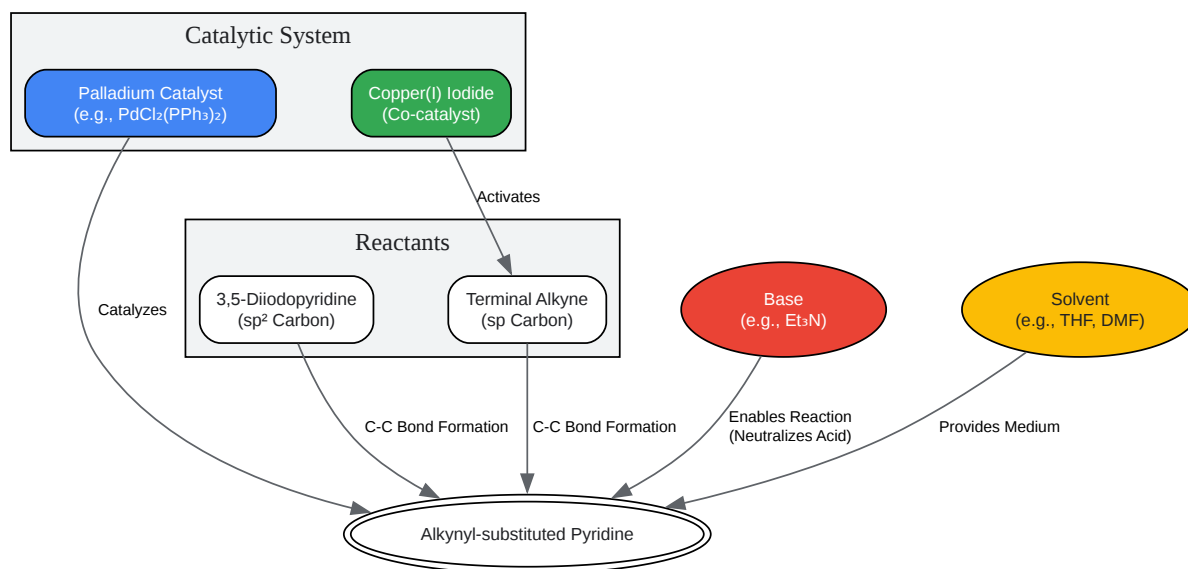 Catalytic System
Palladium Catalyst
(e.g., PdCl₂(PPh₃)₂)
Copper(I) Iodide
(Co-catalyst)
Activates
Reactants
3,5-Diiodopyridine
(sp² Carbon)
Terminal Alkyne
(sp Carbon)
Base
(e.g., Et₃N)
Solvent
(e.g., THF, DMF)
Catalyzes
C-C Bond Formation
C-C Bond Formation
Enables Reaction
(Neutralizes Acid)
Provides Medium
Alkynyl-substituted Pyridine